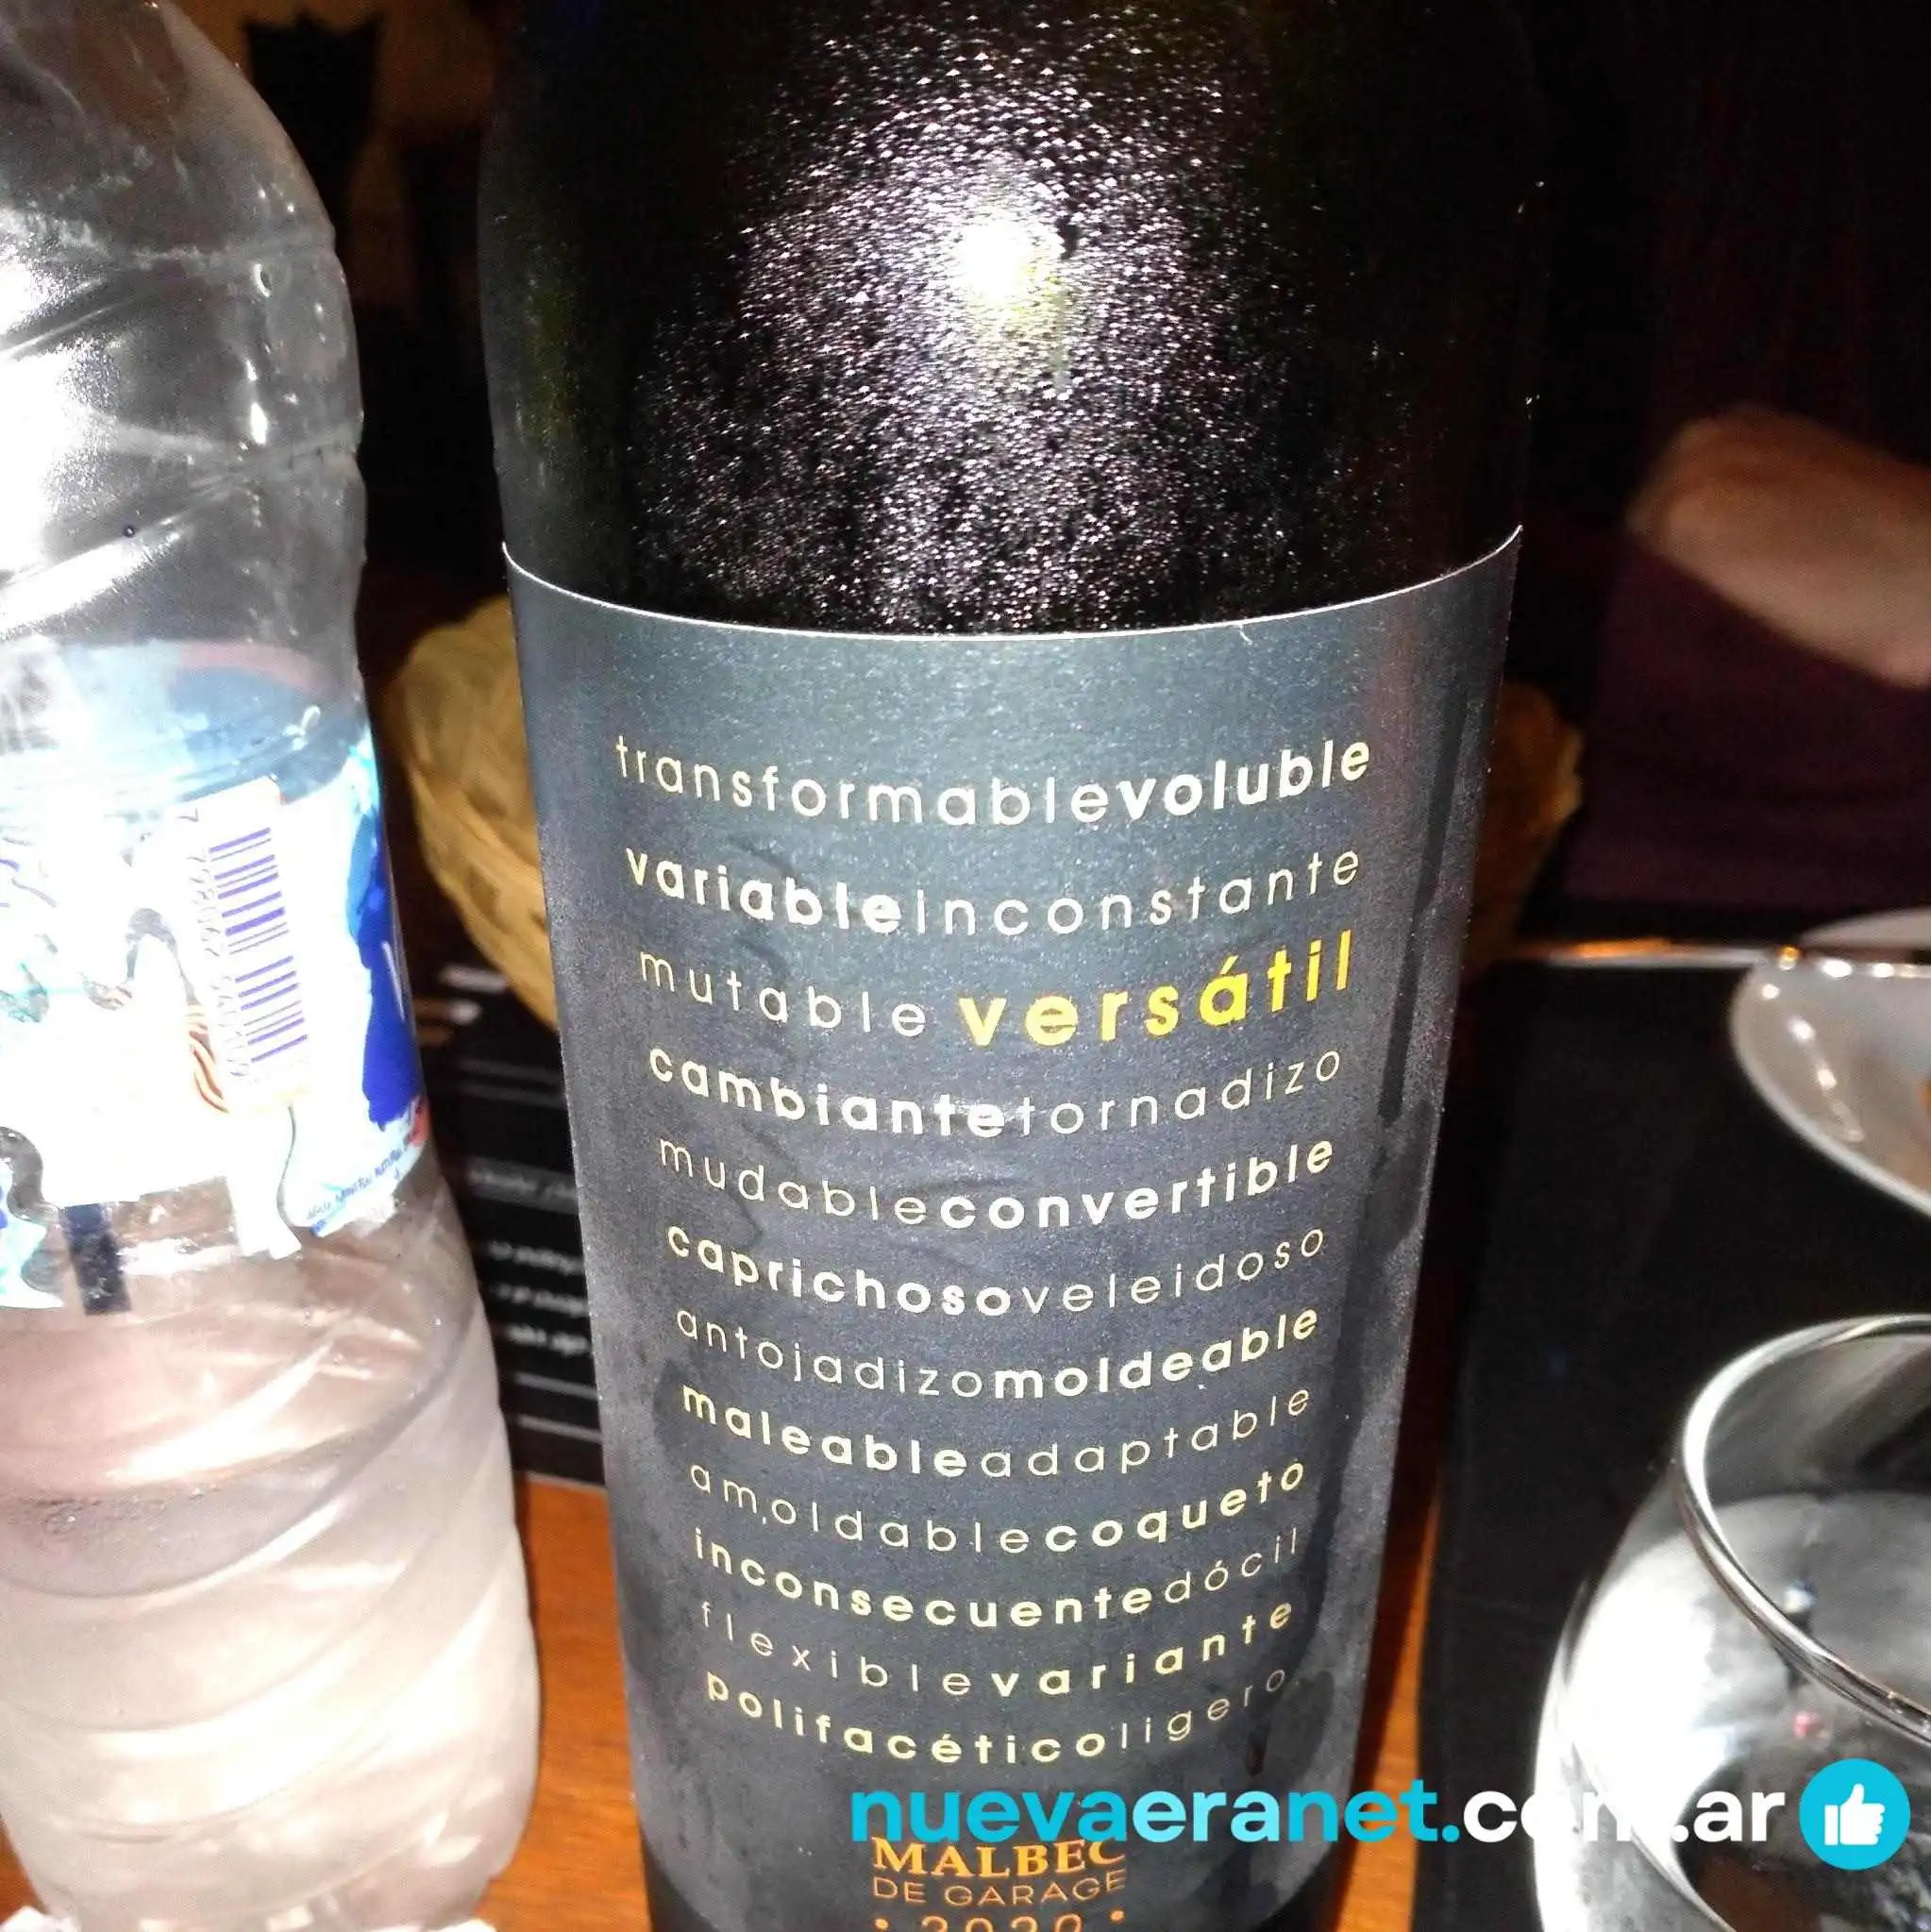 transformablevoluble
variableinconstante
mutable versátil
cambiantetornadizo
mudableconvertible
caprichosoveleidoso
antojadizomoldeable
maleableadaptable
amoldablecoqueto
inconsecuentedócil
flexiblevariante
polifacéticoligero.
nuevaeranet.com.ar
MALBEC
DE GARAGE
• 2020 •